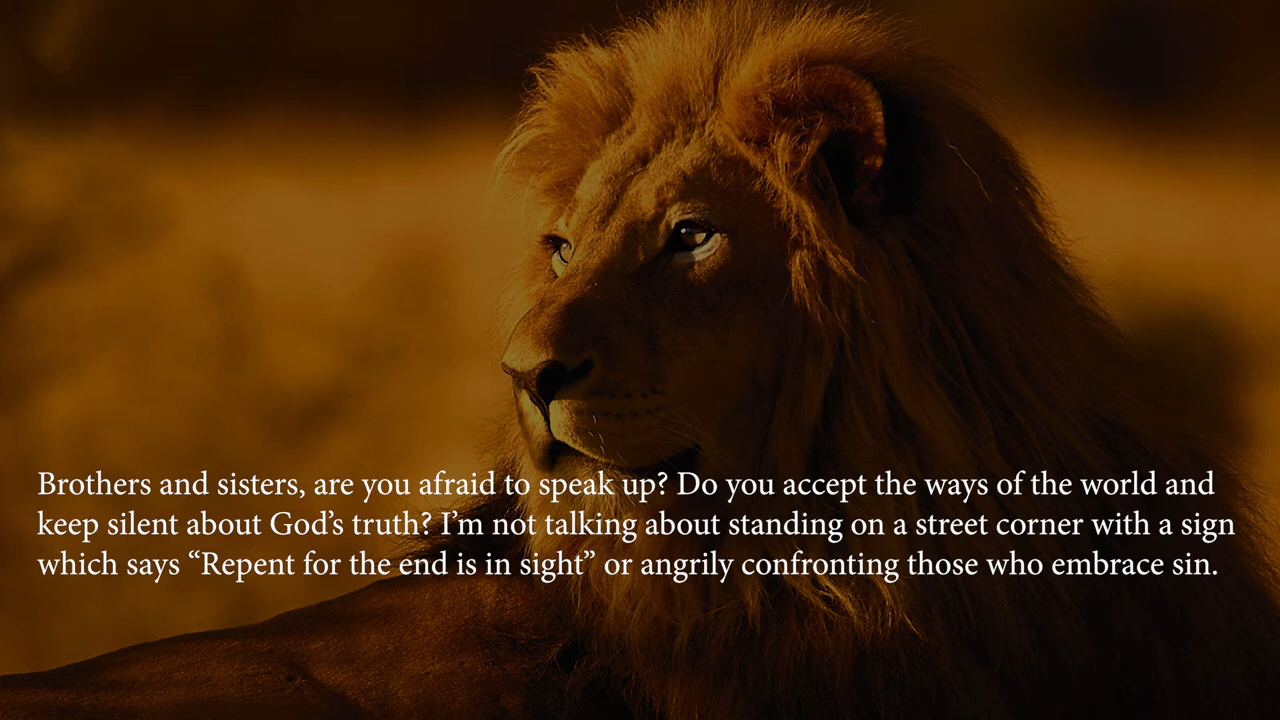 Brothers and sisters, are you afraid to speak up? Do you accept the ways of the world and
keep silent about God’s truth? I’m not talking about standing on a street corner with a sign
which says “Repent for the end is in sight” or angrily confronting those who embrace sin.